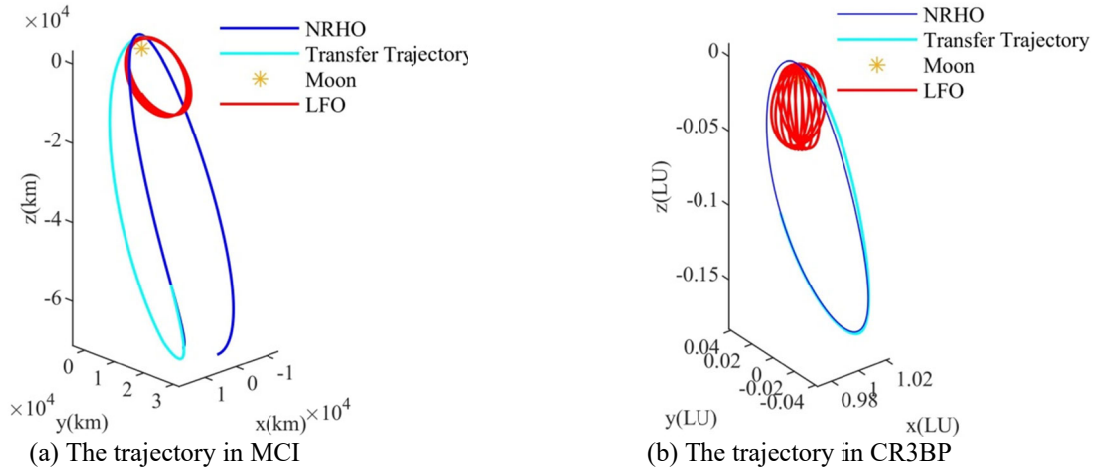 ×10⁴
NRHO
Transfer Trajectory
Moon
LFO
0
-2
-4
-6
z(km)
0
1
2
3
×10⁴
y(km)
1
0
-1
x(km)
×10⁴
(a) The trajectory in MCI
NRHO
Transfer Trajectory
Moon
LFO
0
-0.05
-0.1
-0.15
z(LU)
0.04
0.02
0
-0.02
-0.04
y(LU)
0.98
1
1.02
x(LU)
(b) The trajectory in CR3BP